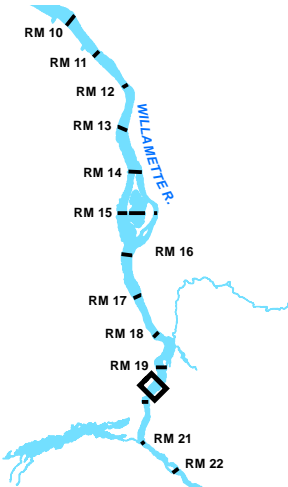 RM 10
RM 11
RM 12
RM 13
WILLAMETTE R.
RM 14
RM 15
RM 16
RM 17
RM 18
RM 19
RM 21
RM 22